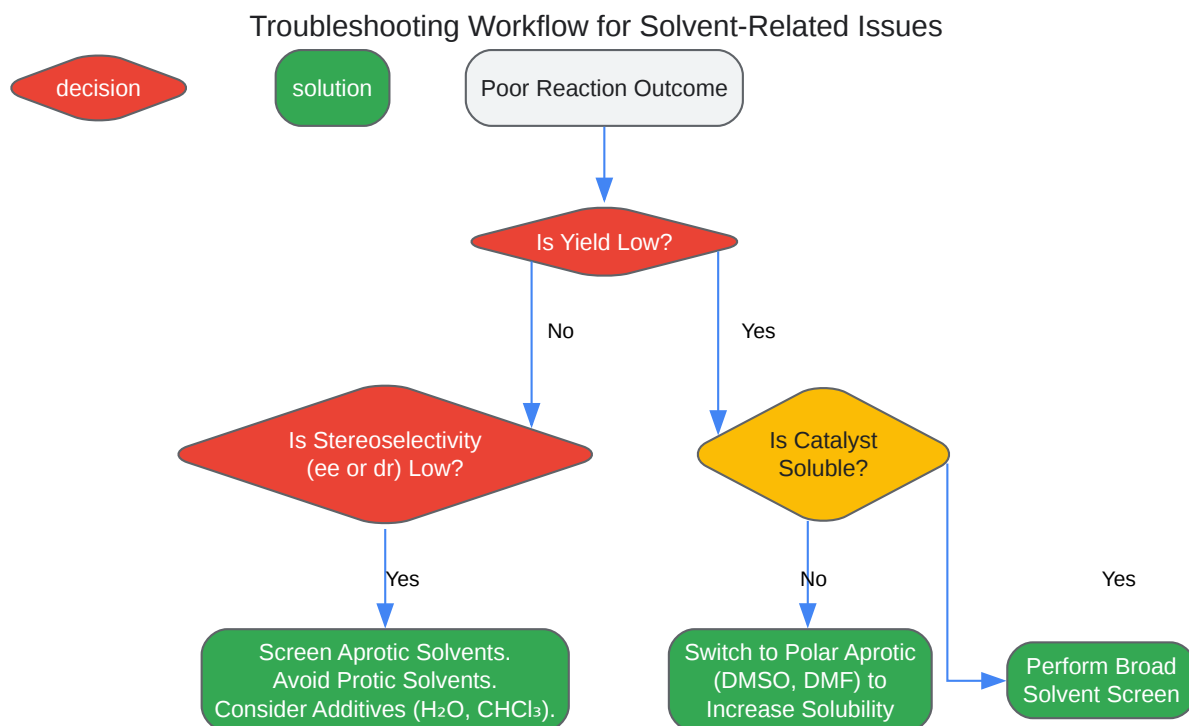 Troubleshooting Workflow for Solvent-Related Issues
decision
solution
Poor Reaction Outcome
Is Yield Low?
No
Yes
Is Stereoselectivity
(ee or dr) Low?
Is Catalyst
Soluble?
Yes
No
Yes
Screen Aprotic Solvents.
Avoid Protic Solvents.
Consider Additives (H₂O, CHCl₃).
Switch to Polar Aprotic
(DMSO, DMF) to
Increase Solubility
Perform Broad
Solvent Screen